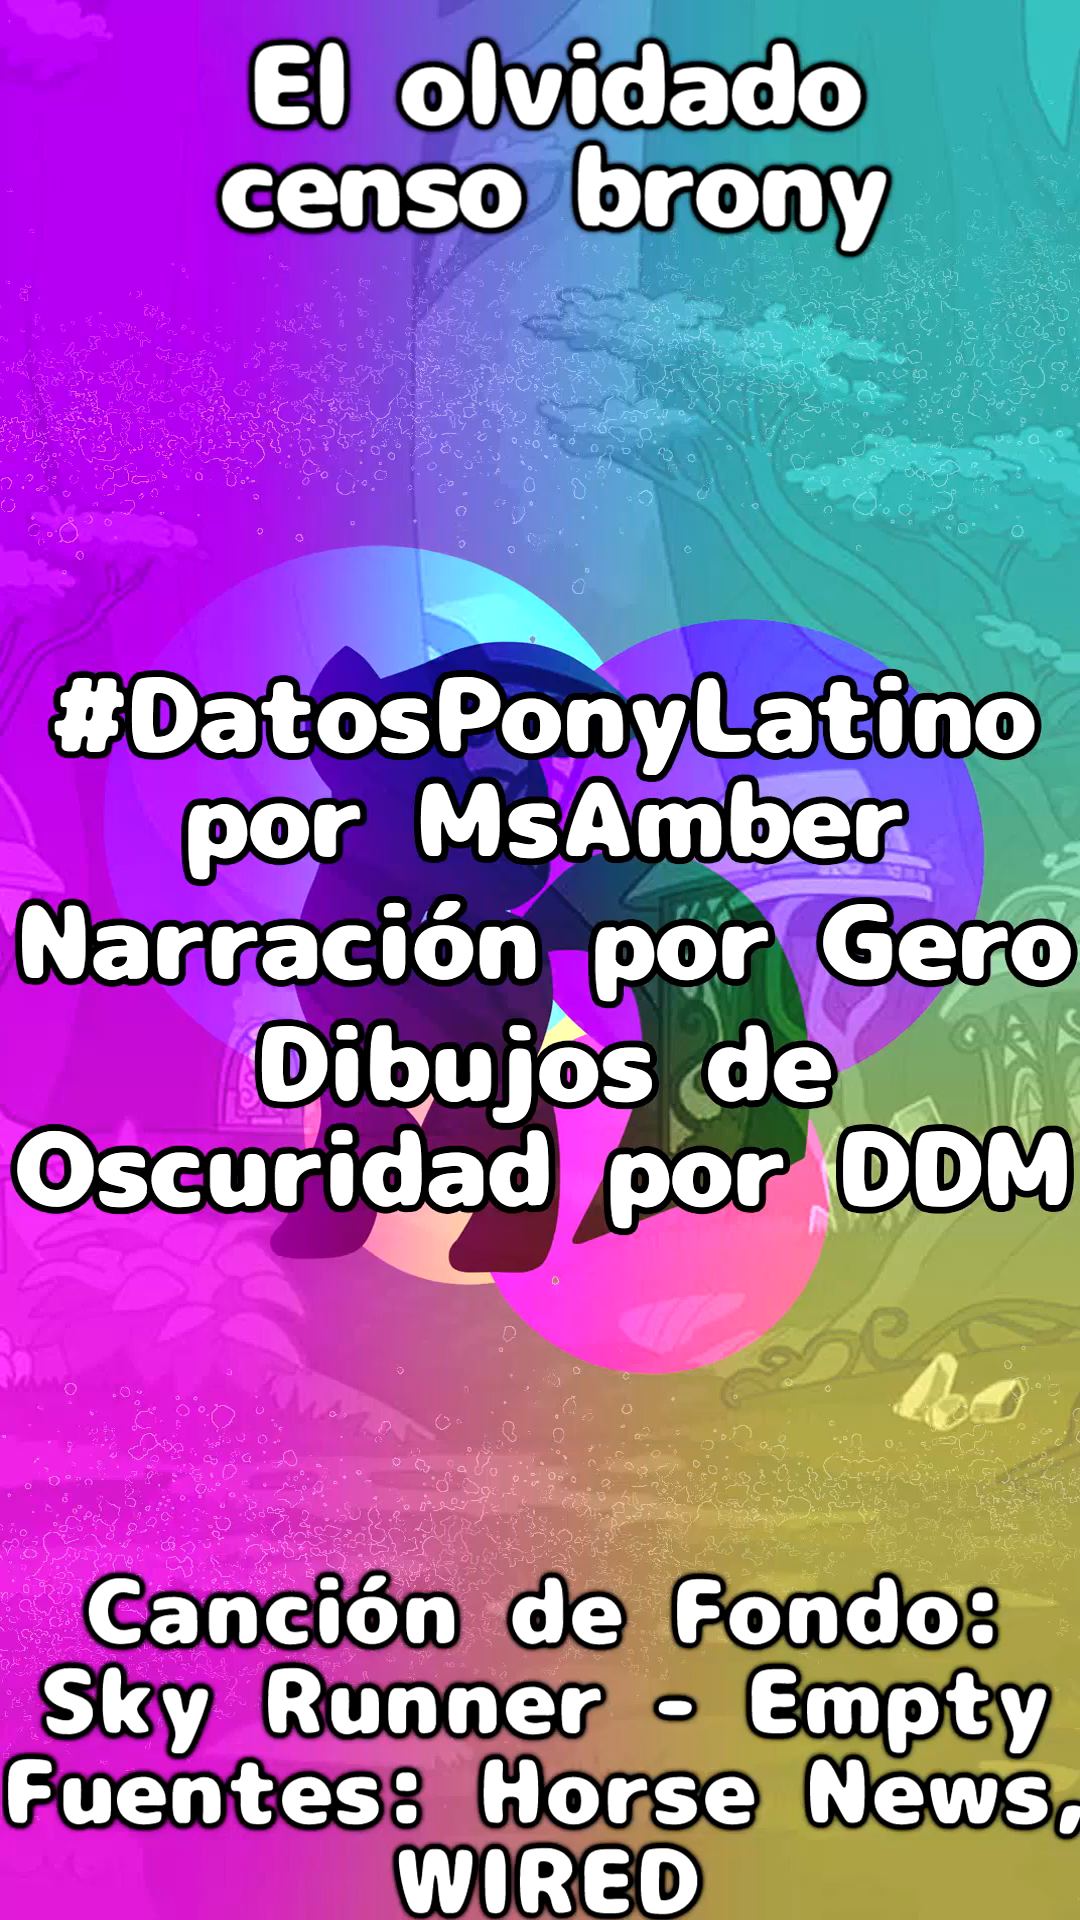 El olvidado
censo brony
#DatosPonyLatino
por MsAmber
Narración por Gero
Dibujos de
Oscuridad por DDM
Canción de Fondo:
Sky Runner - Empty
Fuentes: Horse News,
WIRED